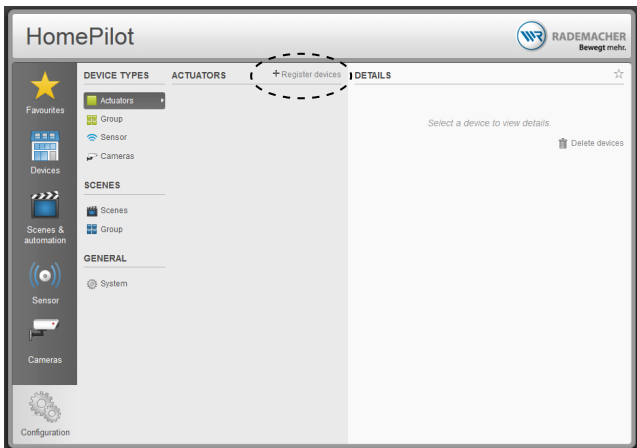 HomePilot
WR RADEMACHER
Bewegt mehr.
Favourites
Devices
Scenes &
automation
Sensor
Cameras
Configuration
DEVICE TYPES
Actuators
Group
Sensor
Cameras
SCENES
Scenes
Group
GENERAL
System
ACTUATORS
+ Register devices
DETAILS
Select a device to view details.
Delete devices